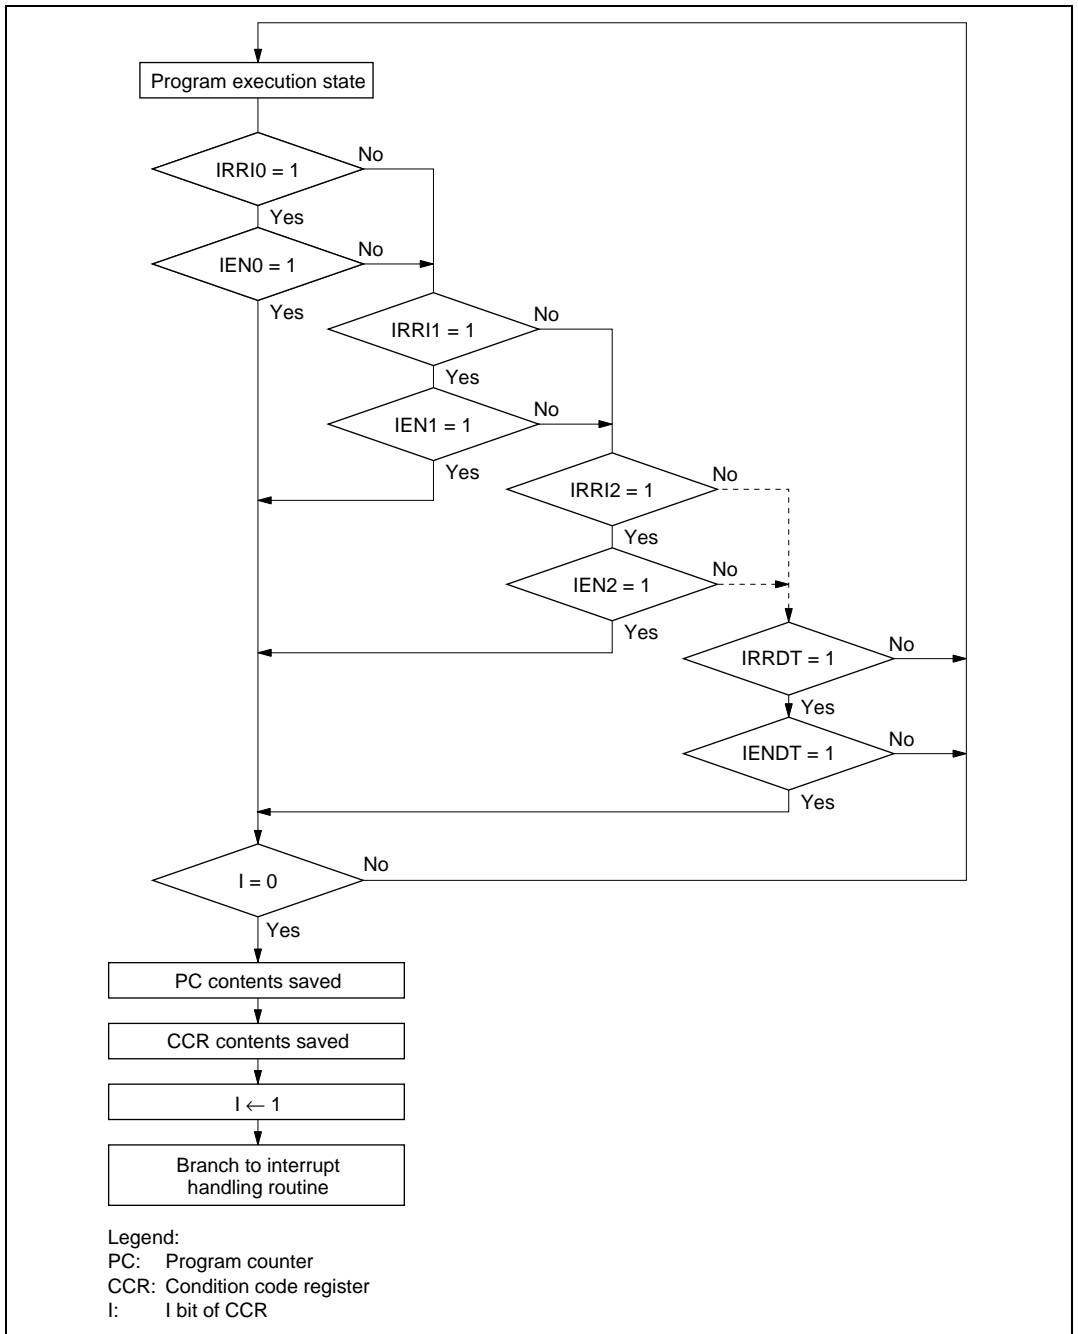 Program execution state
IRRI0 = 1
No
Yes
IEN0 = 1
No
Yes
IRRI1 = 1
No
Yes
IEN1 = 1
No
Yes
IRRI2 = 1
No
Yes
IEN2 = 1
No
Yes
IRRDT = 1
No
Yes
IENDT = 1
No
Yes
I = 0
No
Yes
PC contents saved
CCR contents saved
I ← 1
Branch to interrupt
handling routine
Legend:
PC: Program counter
CCR: Condition code register
I: I bit of CCR